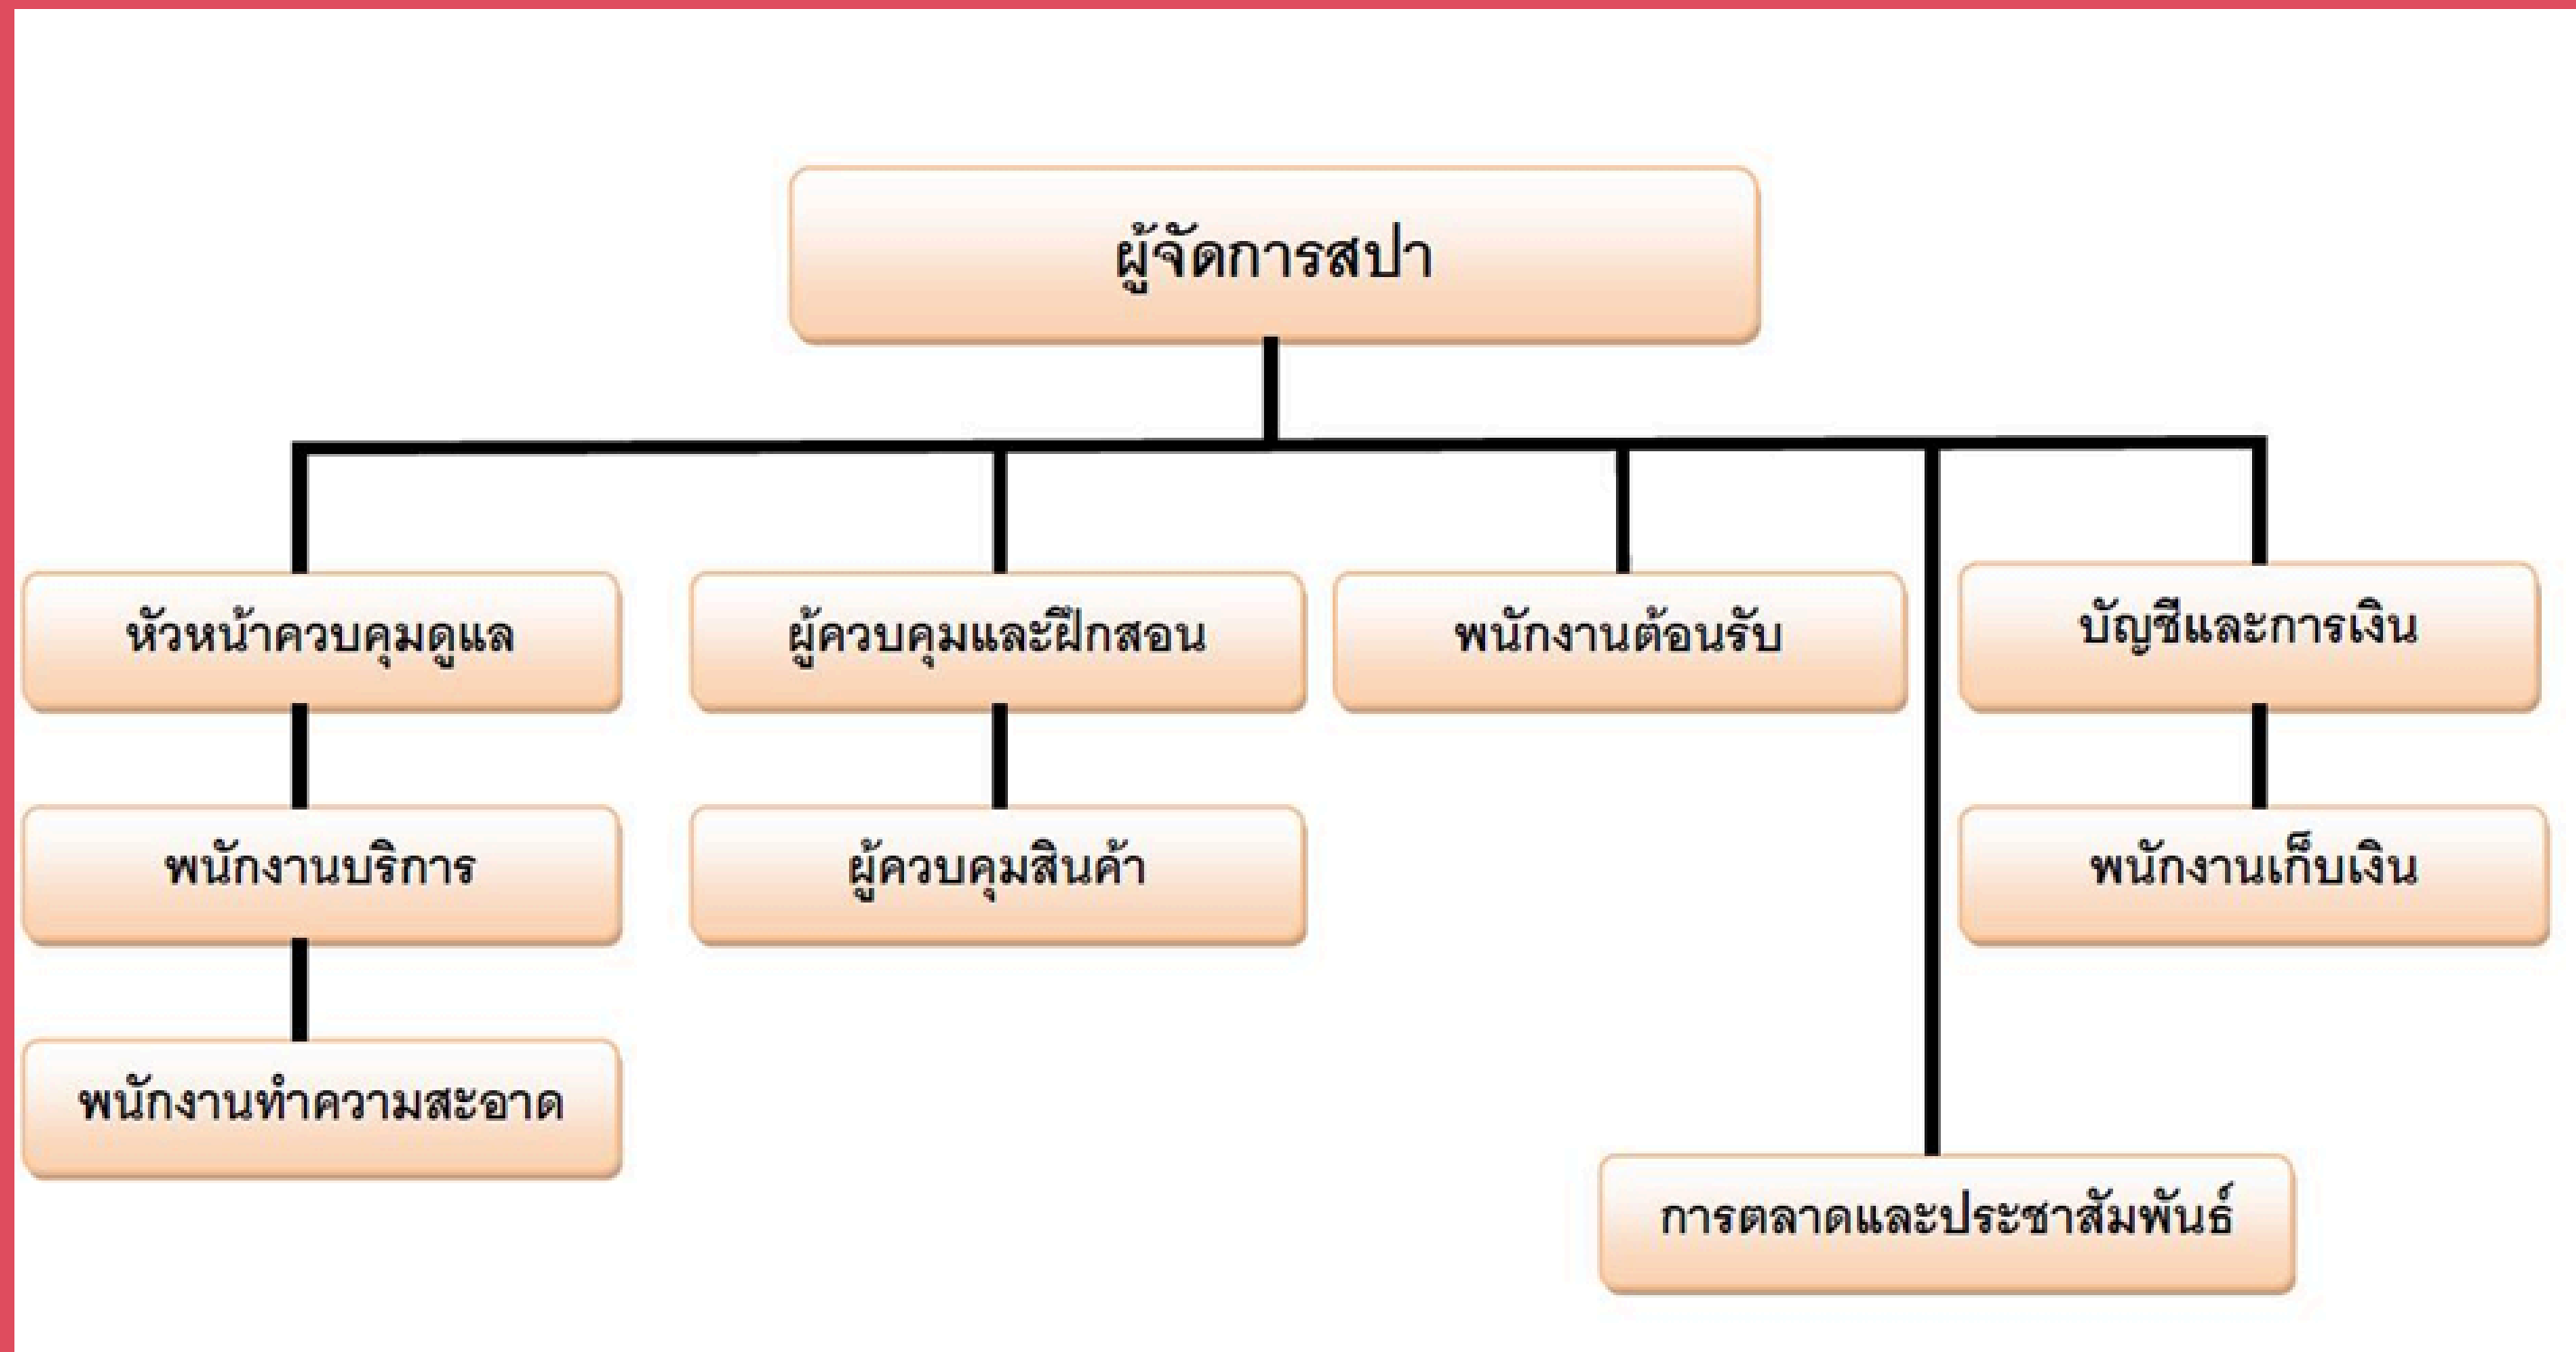 ผู้จัดการสปา
หัวหน้าควบคุมดูแล
ผู้ควบคุมและฝึกสอน
พนักงานต้อนรับ
บัญชีและการเงิน
พนักงานบริการ
ผู้ควบคุมสินค้า
พนักงานเก็บเงิน
พนักงานทำความสะอาด
การตลาดและประชาสัมพันธ์